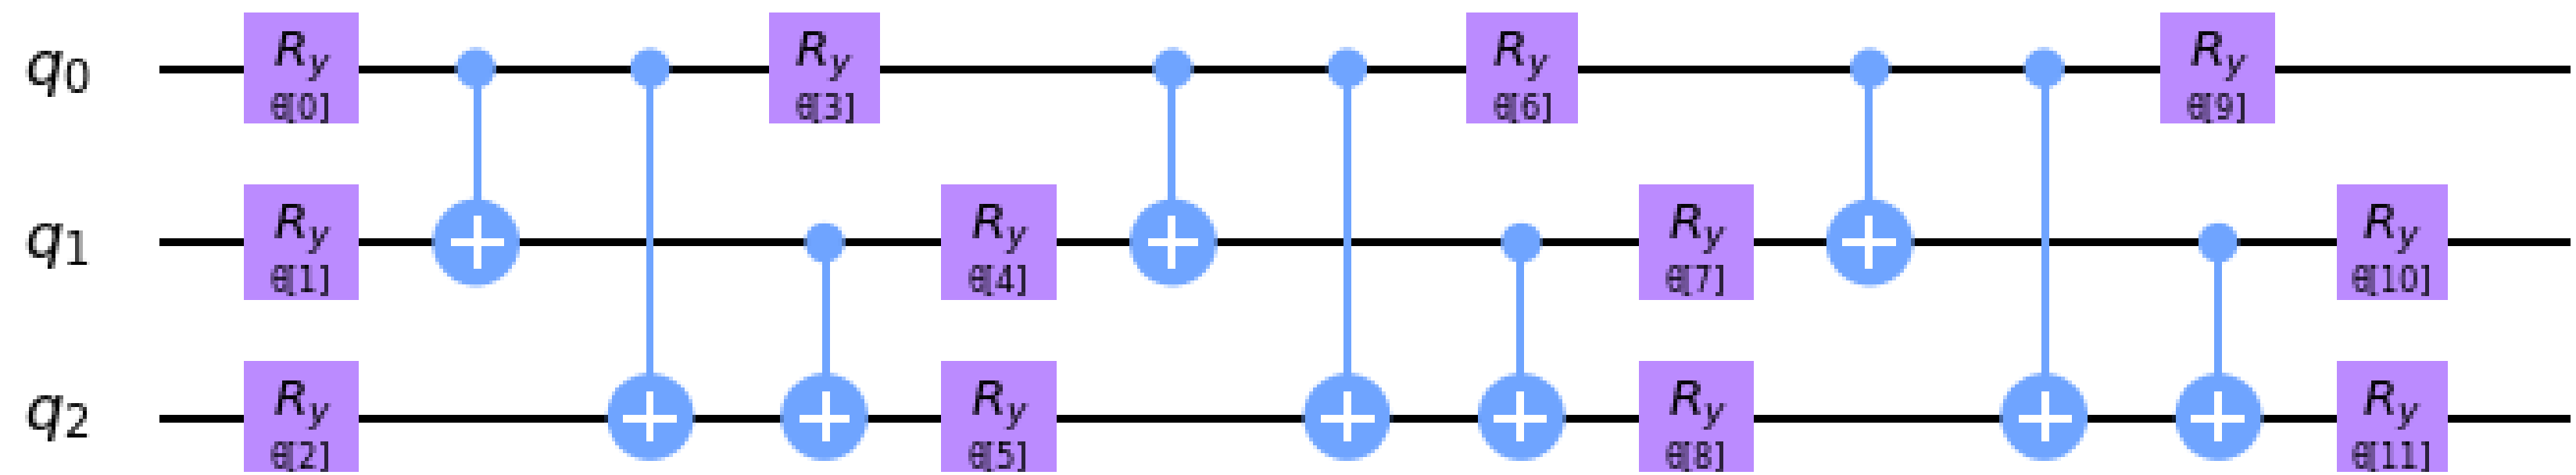 q0 Ry θ[0] Ry θ[3] Ry θ[6] Ry θ[9]
q1 Ry θ[1] Ry θ[4] Ry θ[7] Ry θ[10]
q2 Ry θ[2] Ry θ[5] Ry θ[8] Ry θ[11]